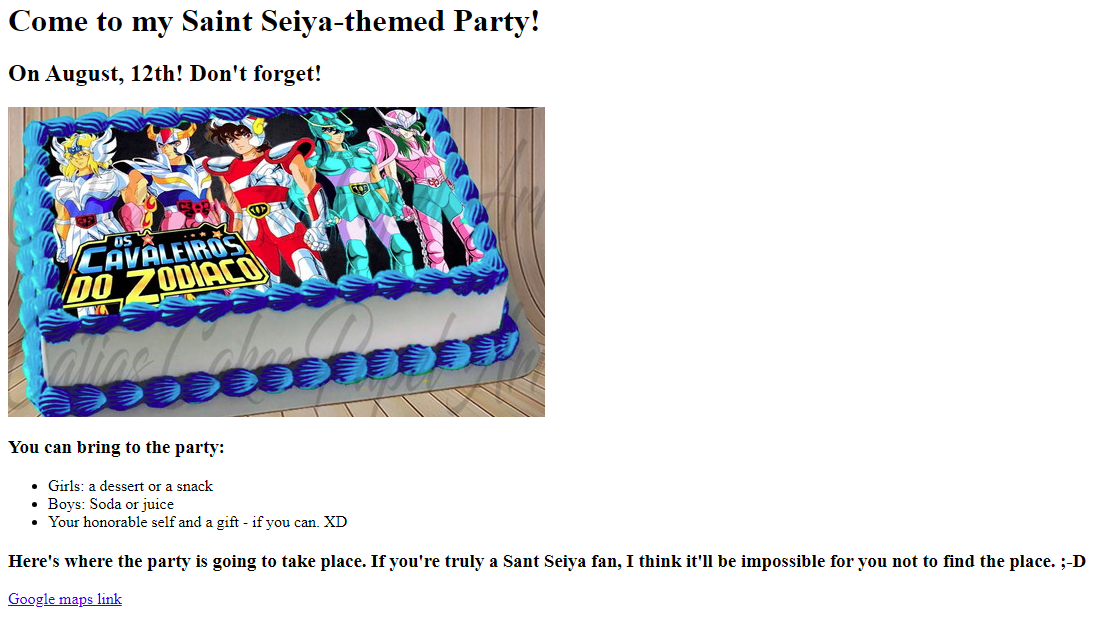 Come to my Saint Seiya-themed Party!
On August, 12th! Don't forget!
OS
CAVALEIROS
DO ZODIACO
Cakes Paper
You can bring to the party:
Girls: a dessert or a snack
Boys: Soda or juice
Your honorable self and a gift - if you can. XD
Here's where the party is going to take place. If you're truly a Sant Seiya fan, I think it'll be impossible for you not to find the place. ;-D
Google maps link